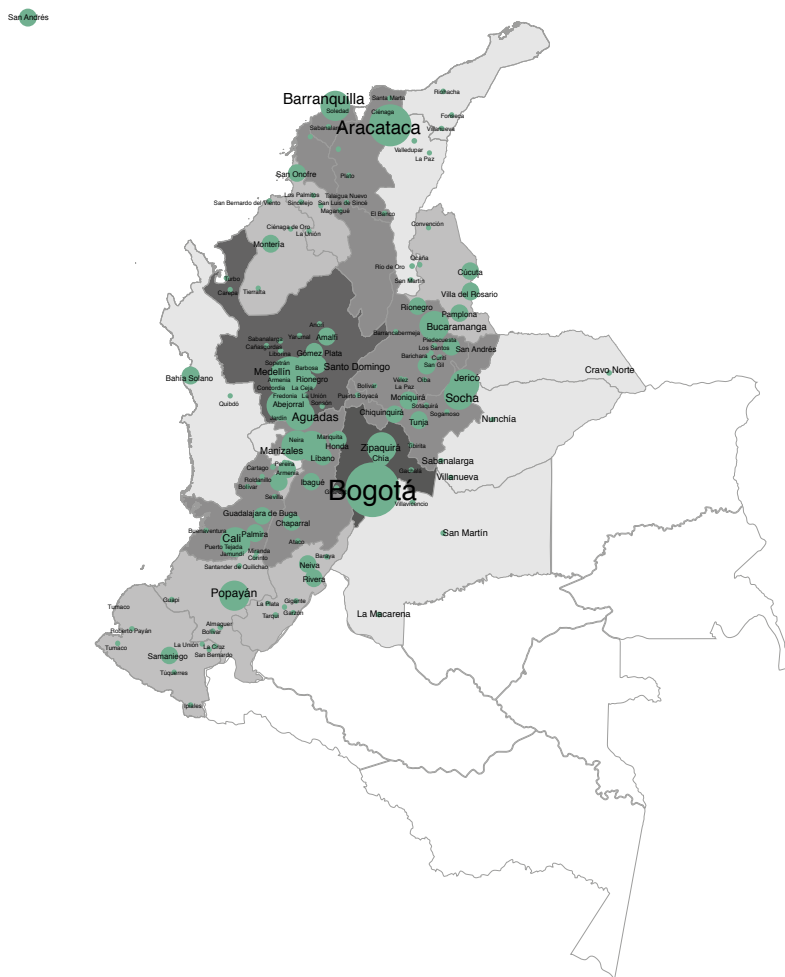 San Andrés
Riohacha
Barranquilla
Santa Marta
Soledad
Ciénaga
Fonseca
Aracataca
Villanueva
Valledupar
La Paz
San Onofre
Plato
Los Palmitos
Talaigua Nuevo
San Bernardo del Viento
Sincelejo
San Luis de Sincé
Magangué
El Banco
Convención
Ciénaga de Oro
La Unión
Montería
Ocaña
Río de Oro
Cúcuta
Turbo
San Martín
Carepa
Tierralta
Villa del Rosario
Rionegro
Pamplona
Anorí
Bucaramanga
Barrancabermeja
Yarumal
Amalfi
Sabanalarga
Piedecuesta
Cañasgordas
Los Santos
San Andrés
Liborina
Gómez Plata
Barichara
Curití
Sopetrán
San Gil
Medellín
Barbosa
Santo Domingo
Cravo Norte
Bahía Solano
Armenia
Rionegro
Vélez
Oiba
Jerico
Concordia
La Ceja
Bolívar
La Paz
Quibdó
Fredonia
La Unión
Puerto Boyacá
Moniquirá
Socha
Abejorral
Sonsón
Sotaquirá
Chiquinquirá
Sogamoso
Jardín
Aguadas
Tunja
Nunchía
Neira
Mariquita
Honda
Zipaquirá
Tibirita
Manizales
Líbano
Chía
Sabanalarga
Pereira
Cartago
Gachalá
Armenia
Villanueva
Roldanillo
Ibagué
Bolívar
Bogotá
Sevilla
Villavicencio
Guadalajara de Buga
Chaparral
Buenaventura
Palmira
San Martín
Cali
Ataco
Puerto Tejada
Miranda
Jamundí
Corinto
Baraya
Santander de Quilichao
Neiva
Rivera
Popayán
Guapi
Gigante
La Plata
Tumaco
Garzón
Tarqui
La Macarena
Almaguer
Roberto Payán
Bolívar
La Unión
La Cruz
Tumaco
San Bernardo
Samaniego
Túquerres
Ipiales